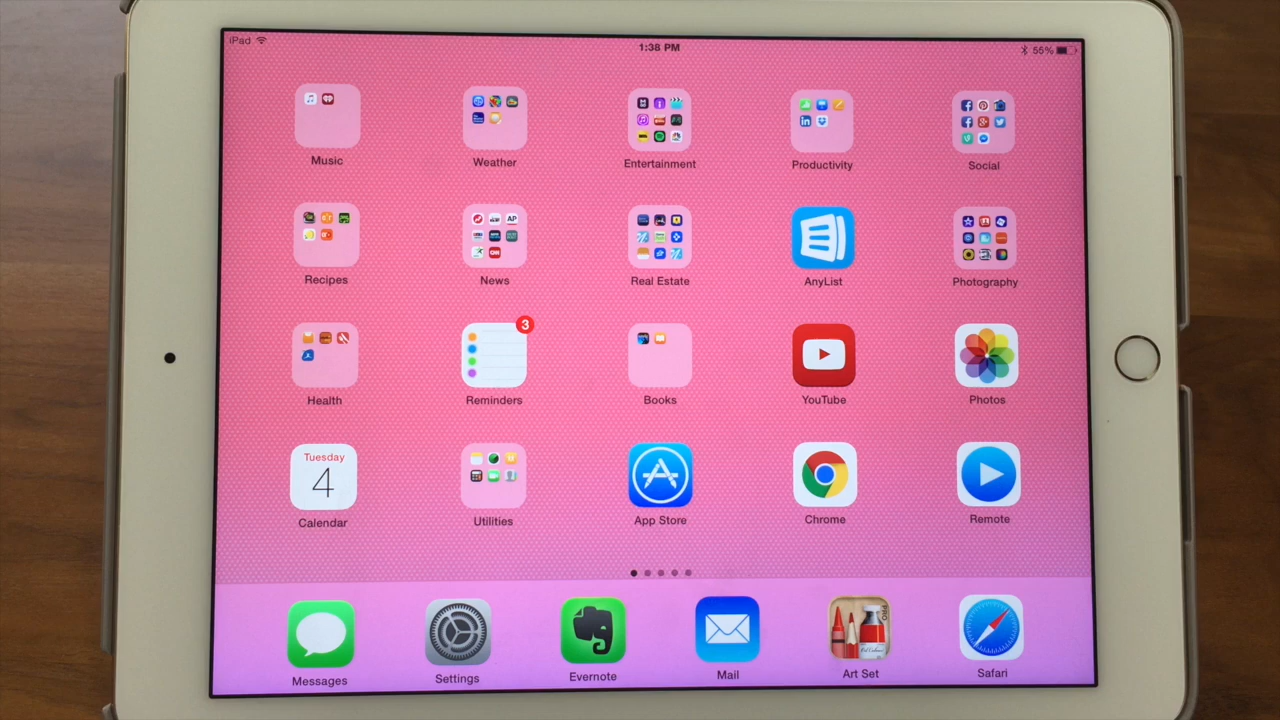 iPad
1:38 PM
55%
Music
Weather
Entertainment
Productivity
Social
Recipes
News
Real Estate
AnyList
Photography
Health
3
Reminders
Books
YouTube
Photos
Tuesday
4
Calendar
Utilities
App Store
Chrome
Remote
Messages
Settings
Evernote
Mail
PRO
Art Set
Safari